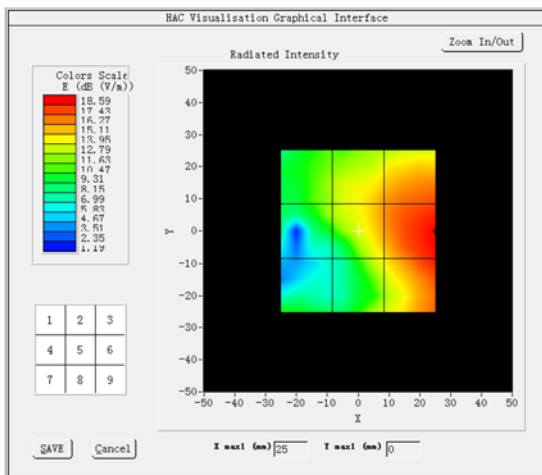 HAC Visualisation Graphical Interface
Zoom In/Out
Radiated Intensity
Colors Scale
E (dB (V/m))
18.59
17.43
16.27
15.11
13.95
12.79
11.63
10.47
9.31
8.15
6.99
5.83
4.67
3.51
2.35
1.19
50
40
30
20
10
0
-10
-20
-30
-40
-50
Y
-50 -40 -30 -20 -10 0 10 20 30 40 50
X
1 2 3
4 5 6
7 8 9
SAVE Cancel
X max1 (mm) 25 Y max1 (mm) 0